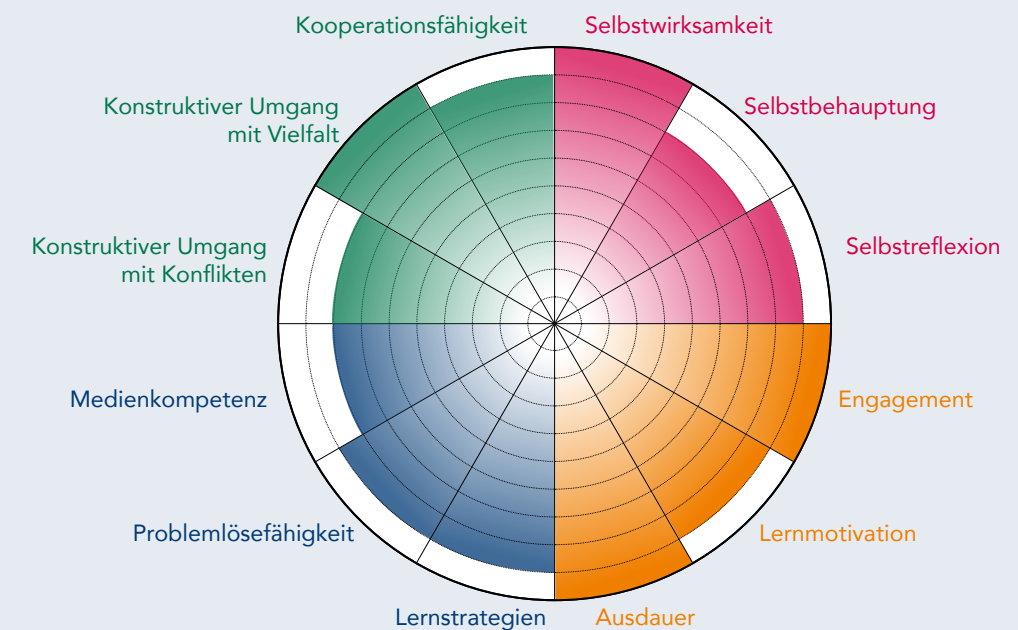 Kooperationsfähigkeit
Selbstwirksamkeit
Konstruktiver Umgang
mit Vielfalt
Selbstbehauptung
Konstruktiver Umgang
mit Konflikten
Selbstreflexion
Medienkompetenz
Engagement
Problemlösefähigkeit
Lernmotivation
Lernstrategien
Ausdauer